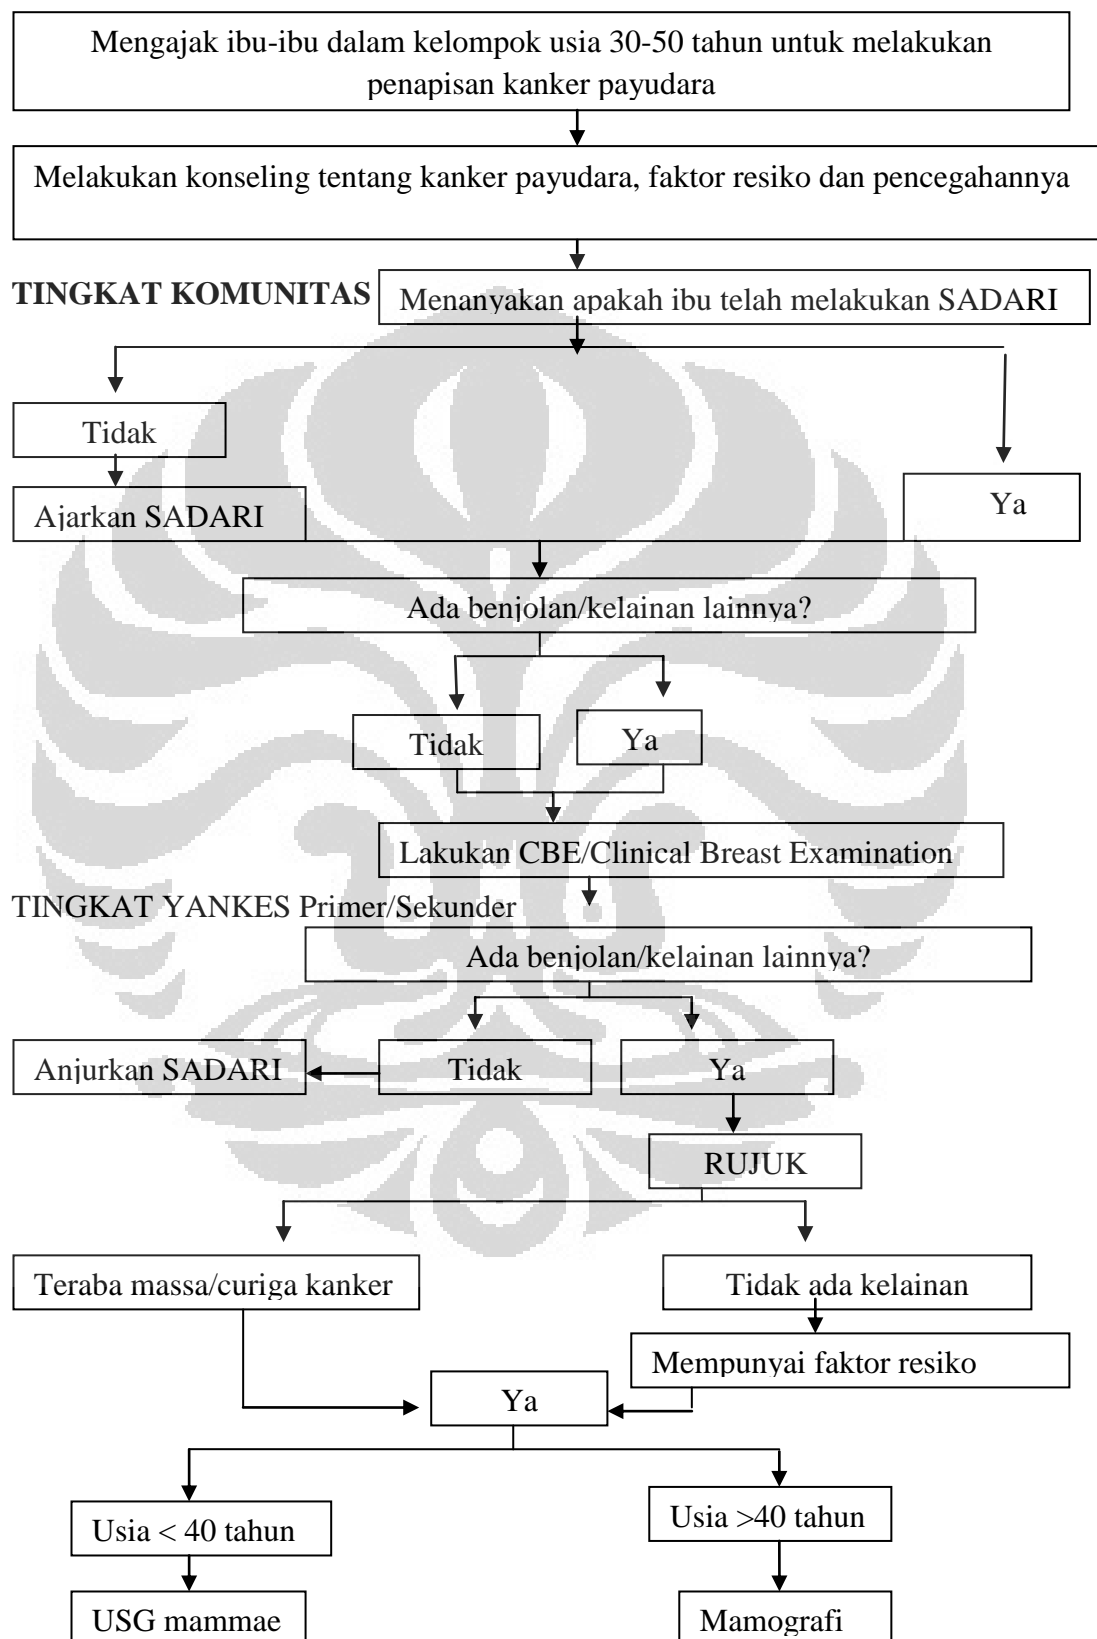 Mengajak ibu-ibu dalam kelompok usia 30-50 tahun untuk melakukan
penapisan kanker payudara
Melakukan konseling tentang kanker payudara, faktor resiko dan pencegahannya
TINGKAT KOMUNITAS
Menanyakan apakah ibu telah melakukan SADARI
Tidak
Ya
Ajarkan SADARI
Ada benjolan/kelainan lainnya?
Tidak
Ya
Lakukan CBE/Clinical Breast Examination
TINGKAT YANKES Primer/Sekunder
Ada benjolan/kelainan lainnya?
Anjurkan SADARI
Tidak
Ya
RUJUK
Teraba massa/curiga kanker
Tidak ada kelainan
Mempunyai faktor resiko
Ya
Usia < 40 tahun
Usia >40 tahun
USG mammae
Mamografi